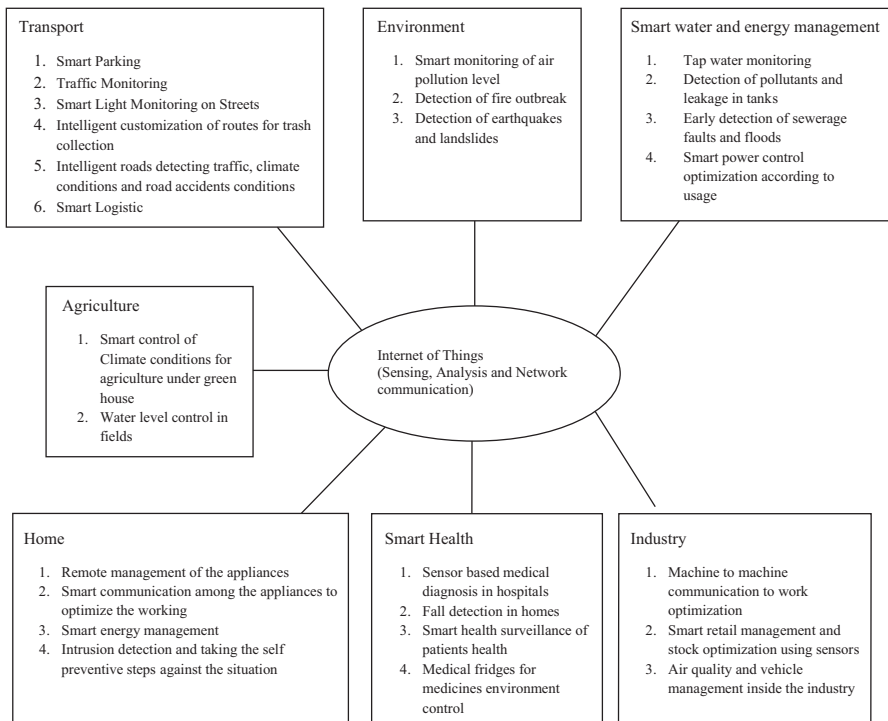 Transport
1. Smart Parking
2. Traffic Monitoring
3. Smart Light Monitoring on Streets
4. Intelligent customization of routes for trash
collection
5. Intelligent roads detecting traffic, climate
conditions and road accidents conditions
6. Smart Logistic
Environment
1. Smart monitoring of air
pollution level
2. Detection of fire outbreak
3. Detection of earthquakes
and landslides
Smart water and energy management
1. Tap water monitoring
2. Detection of pollutants and
leakage in tanks
3. Early detection of sewerage
faults and floods
4. Smart power control
optimization according to
usage
Agriculture
1. Smart control of
Climate conditions for
agriculture under green
house
2. Water level control in
fields
Internet of Things
(Sensing, Analysis and Network
communication)
Home
1. Remote management of the appliances
2. Smart communication among the appliances to
optimize the working
3. Smart energy management
4. Intrusion detection and taking the self
preventive steps against the situation
Smart Health
1. Sensor based medical
diagnosis in hospitals
2. Fall detection in homes
3. Smart health surveillance of
patients health
4. Medical fridges for
medicines environment
control
Industry
1. Machine to machine
communication to work
optimization
2. Smart retail management and
stock optimization using sensors
3. Air quality and vehicle
management inside the industry